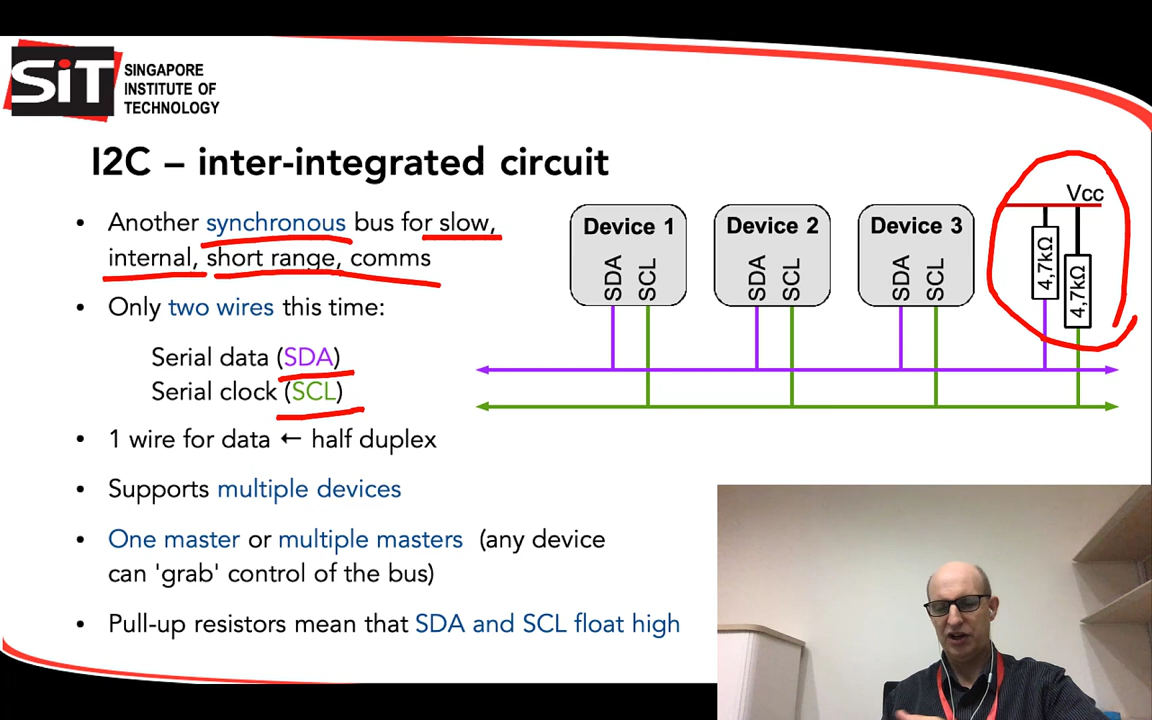 SiT
SINGAPORE
INSTITUTE OF
TECHNOLOGY
I2C – inter-integrated circuit
• Another synchronous bus for slow,
internal, short range, comms
• Only two wires this time:
Serial data (SDA)
Serial clock (SCL)
• 1 wire for data ← half duplex
• Supports multiple devices
• One master or multiple masters (any device
can 'grab' control of the bus)
• Pull-up resistors mean that SDA and SCL float high
Device 1
SDA
SCL
Device 2
SDA
SCL
Device 3
SDA
SCL
Vcc
4,7kΩ
4,7kΩ